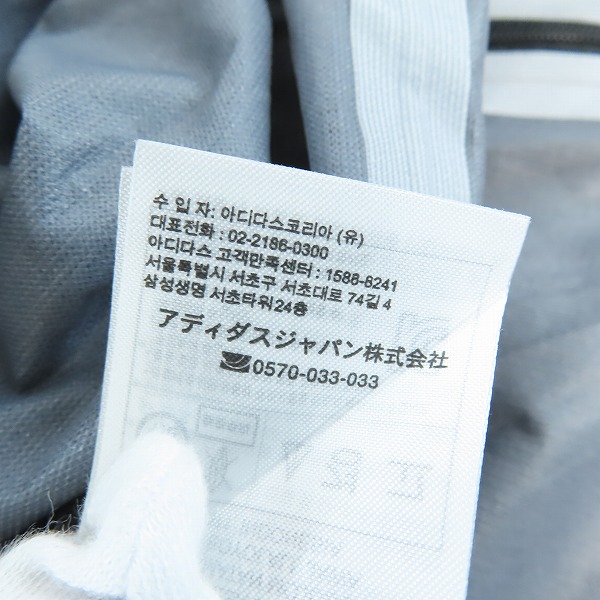 수 입 자: 아디다스코리아 (유)
대표전화 : 02-2186-0300
아디다스 고객만족센터 : 1588-8241
서울특별시 서초구 서초대로 74길 4
삼성생명 서초타워24층
アディダスジャパン株式会社
0570-033-033